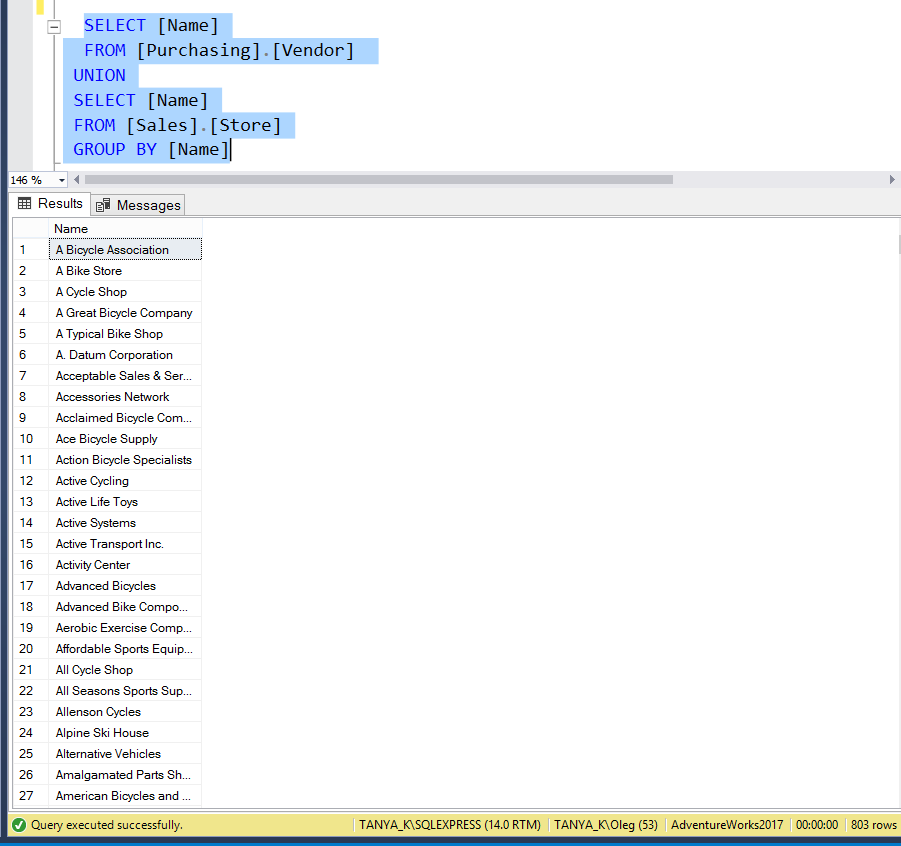 SELECT [Name]
FROM [Purchasing].[Vendor]
UNION
SELECT [Name]
FROM [Sales].[Store]
GROUP BY [Name]
146 %
Results Messages
Name
1 A Bicycle Association
2 A Bike Store
3 A Cycle Shop
4 A Great Bicycle Company
5 A Typical Bike Shop
6 A. Datum Corporation
7 Acceptable Sales & Ser...
8 Accessories Network
9 Acclaimed Bicycle Com...
10 Ace Bicycle Supply
11 Action Bicycle Specialists
12 Active Cycling
13 Active Life Toys
14 Active Systems
15 Active Transport Inc.
16 Activity Center
17 Advanced Bicycles
18 Advanced Bike Compo...
19 Aerobic Exercise Comp...
20 Affordable Sports Equip...
21 All Cycle Shop
22 All Seasons Sports Sup...
23 Allenson Cycles
24 Alpine Ski House
25 Alternative Vehicles
26 Amalgamated Parts Sh...
27 American Bicycles and ...
Query executed successfully. TANYA_K\SQLEXPRESS (14.0 RTM) TANYA_K\Oleg (53) AdventureWorks2017 00:00:00 803 rows